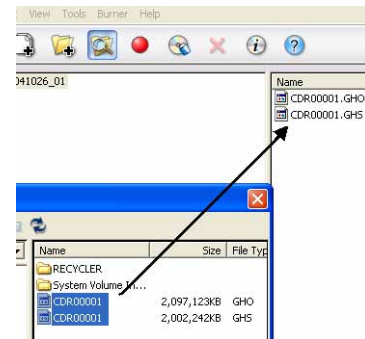 View Tools Burner Help
041026_01
Name
CDR00001.GHO
CDR00001.GHS
Name Size File Typ
RECYCLER
System Volume In...
CDR00001 2,097,123KB GHO
CDR00001 2,002,242KB GHS